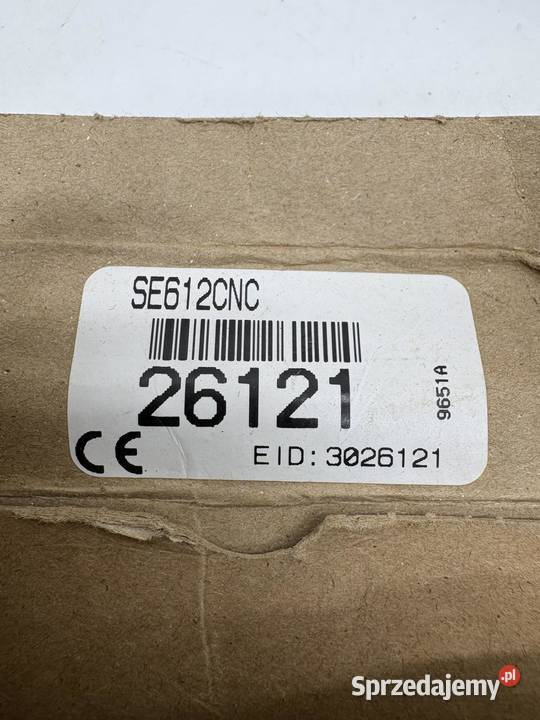 SE612CNC
26121
9651A
CE
EID: 3026121
Sprzedajemy.pl